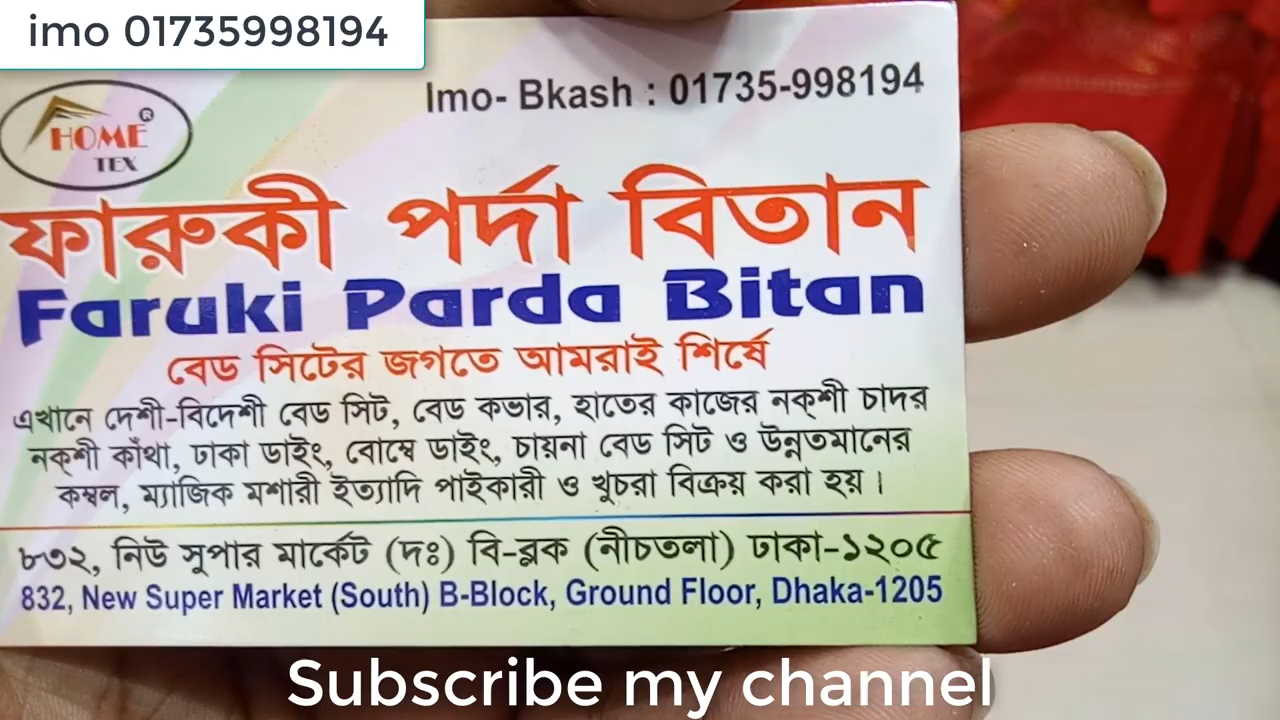 imo 01735998194
Imo- Bkash : 01735-998194
HOME ®
TEX
ফারুকী পর্দা বিতান
Faruki Parda Bitan
বেড সিটের জগতে আমরাই শির্ষে
এখানে দেশী-বিদেশী বেড সিট, বেড কভার, হাতের কাজের নক্‌শী চাদর
নক্‌শী কাঁথা, ঢাকা ডাইং, বোম্বে ডাইং, চায়না বেড সিট ও উন্নতমানের
কম্বল, ম্যাজিক মশারী ইত্যাদি পাইকারী ও খুচরা বিক্রয় করা হয় ।
৮৩২, নিউ সুপার মার্কেট (দঃ) বি-ব্লক (নীচতলা) ঢাকা-১২০৫
832, New Super Market (South) B-Block, Ground Floor, Dhaka-1205
Subscribe my channel